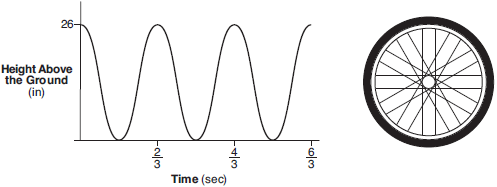 26
Height Above
the Ground
(in)
2/3
4/3
6/3
Time (sec)